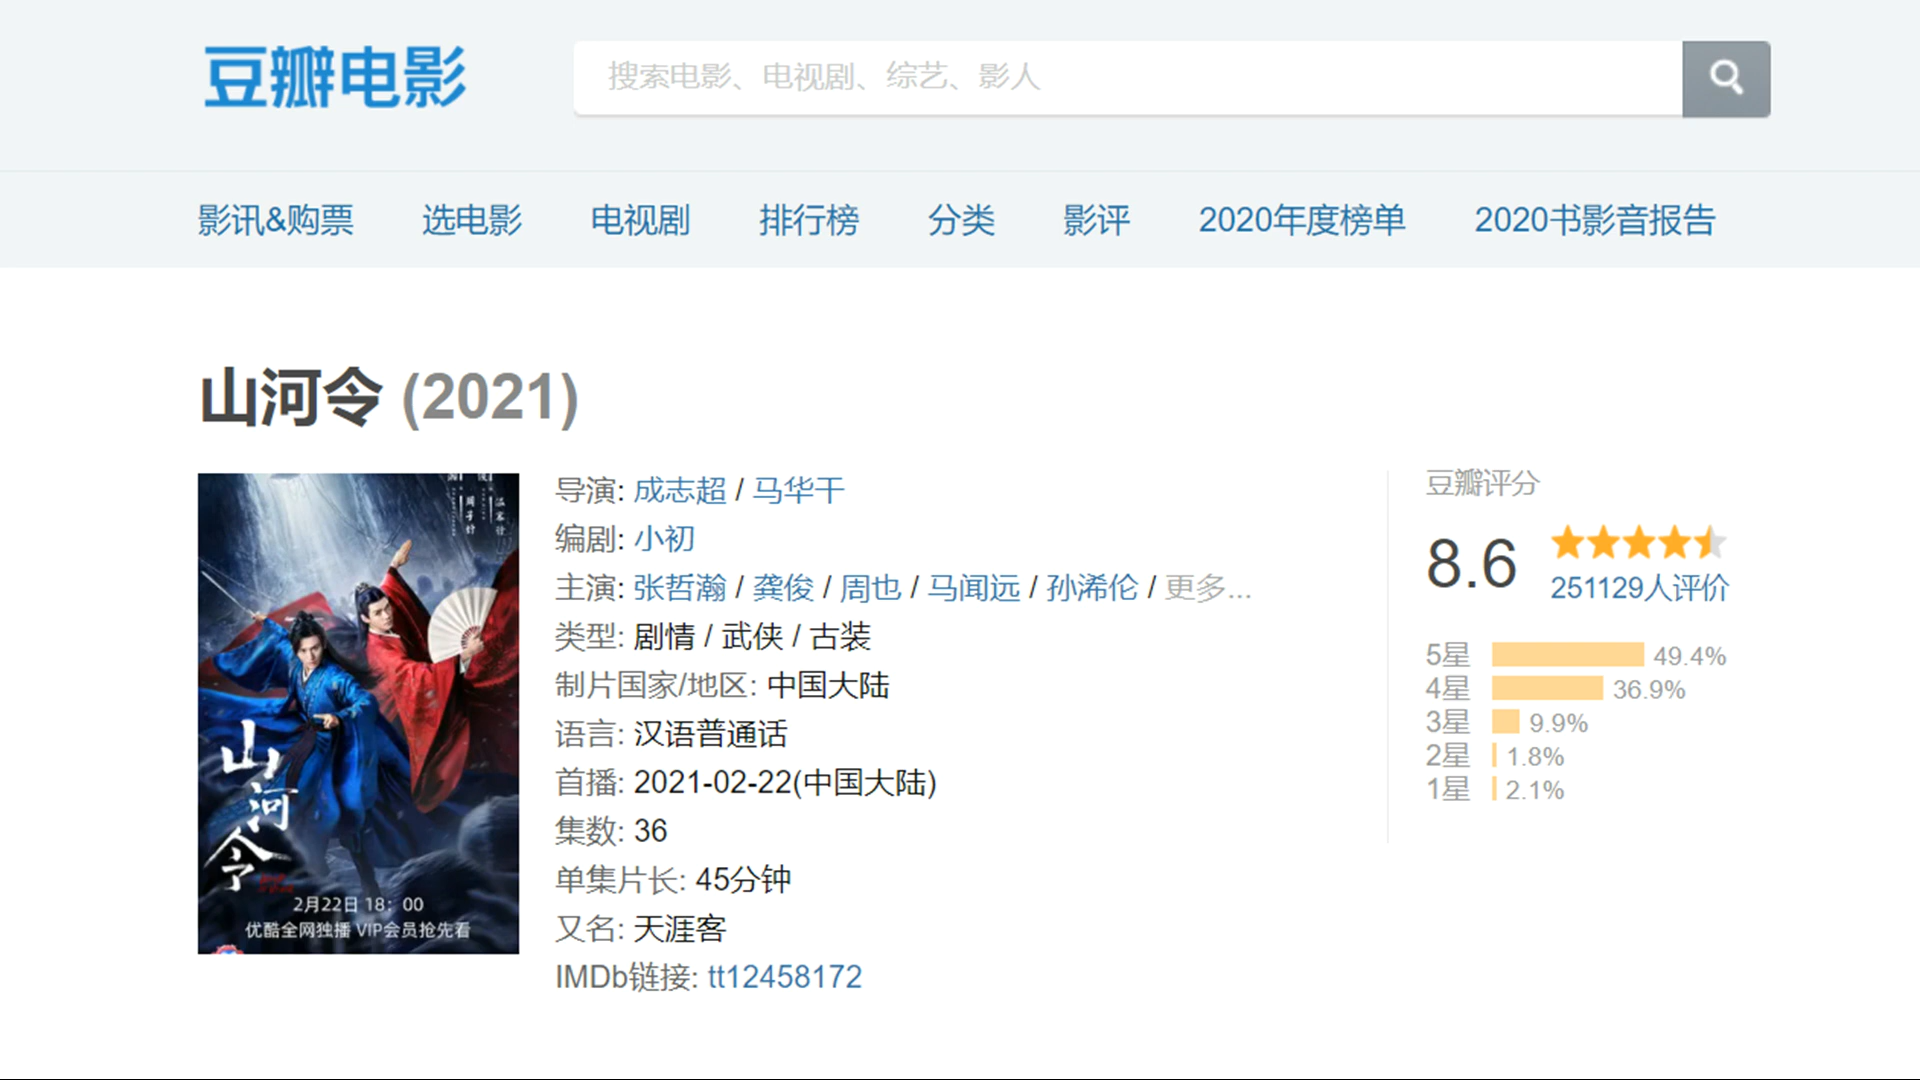 豆瓣电影
搜索电影、电视剧、综艺、影人
影讯&购票 选电影 电视剧 排行榜 分类 影评 2020年度榜单 2020书影音报告
山河令 (2021)
周子舒
温客行
山河令
2月22日 18：00
优酷全网独播 VIP会员抢先看
导演: 成志超 / 马华干
编剧: 小初
主演: 张哲瀚 / 龚俊 / 周也 / 马闻远 / 孙浠伦 / 更多...
类型: 剧情 / 武侠 / 古装
制片国家/地区: 中国大陆
语言: 汉语普通话
首播: 2021-02-22(中国大陆)
集数: 36
单集片长: 45分钟
又名: 天涯客
IMDb链接: tt12458172
豆瓣评分
8.6
251129人评价
5星 49.4%
4星 36.9%
3星 9.9%
2星 1.8%
1星 2.1%